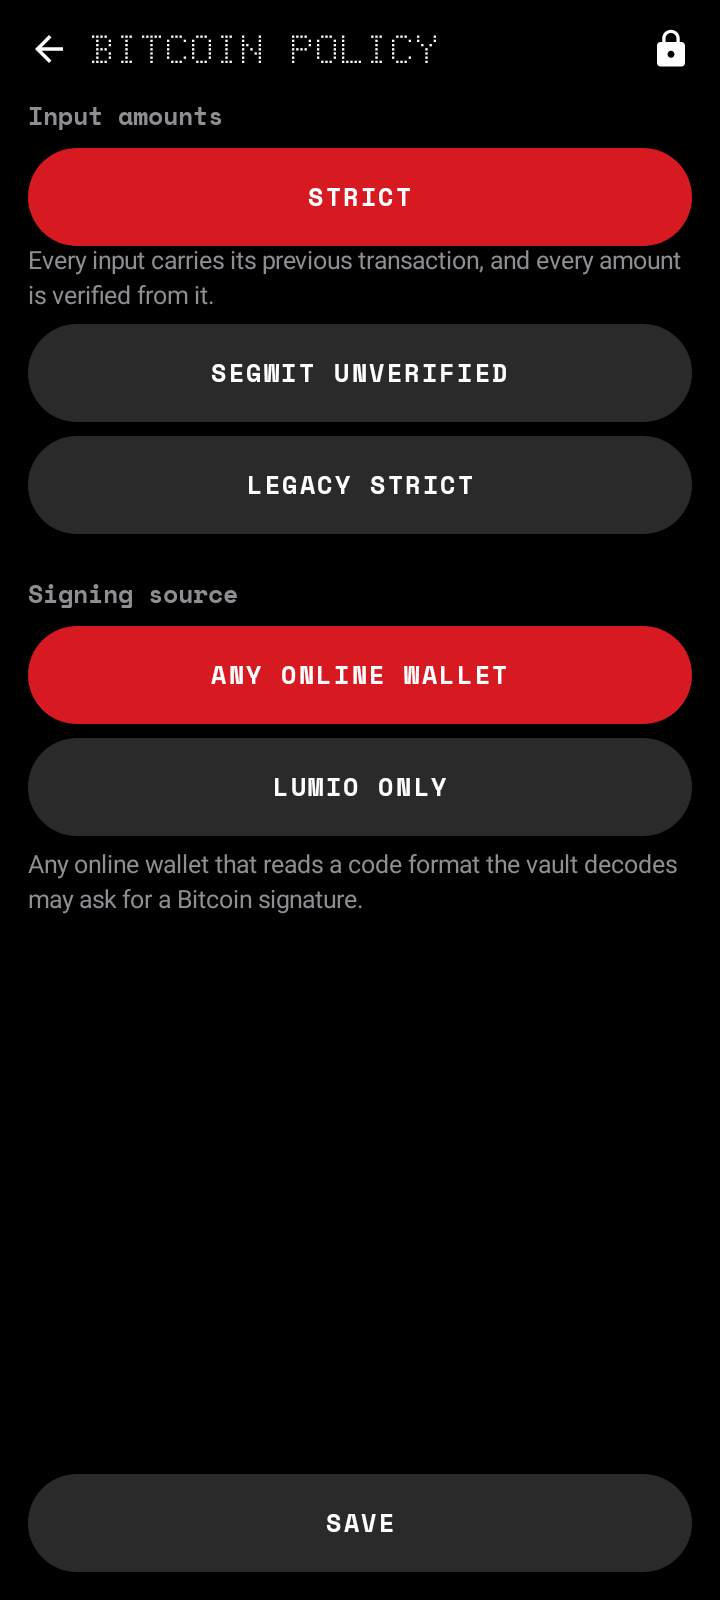 BITCOIN POLICY
Input amounts
STRICT
Every input carries its previous transaction, and every amount
is verified from it.
SEGWIT UNVERIFIED
LEGACY STRICT
Signing source
ANY ONLINE WALLET
LUMIO ONLY
Any online wallet that reads a code format the vault decodes
may ask for a Bitcoin signature.
SAVE